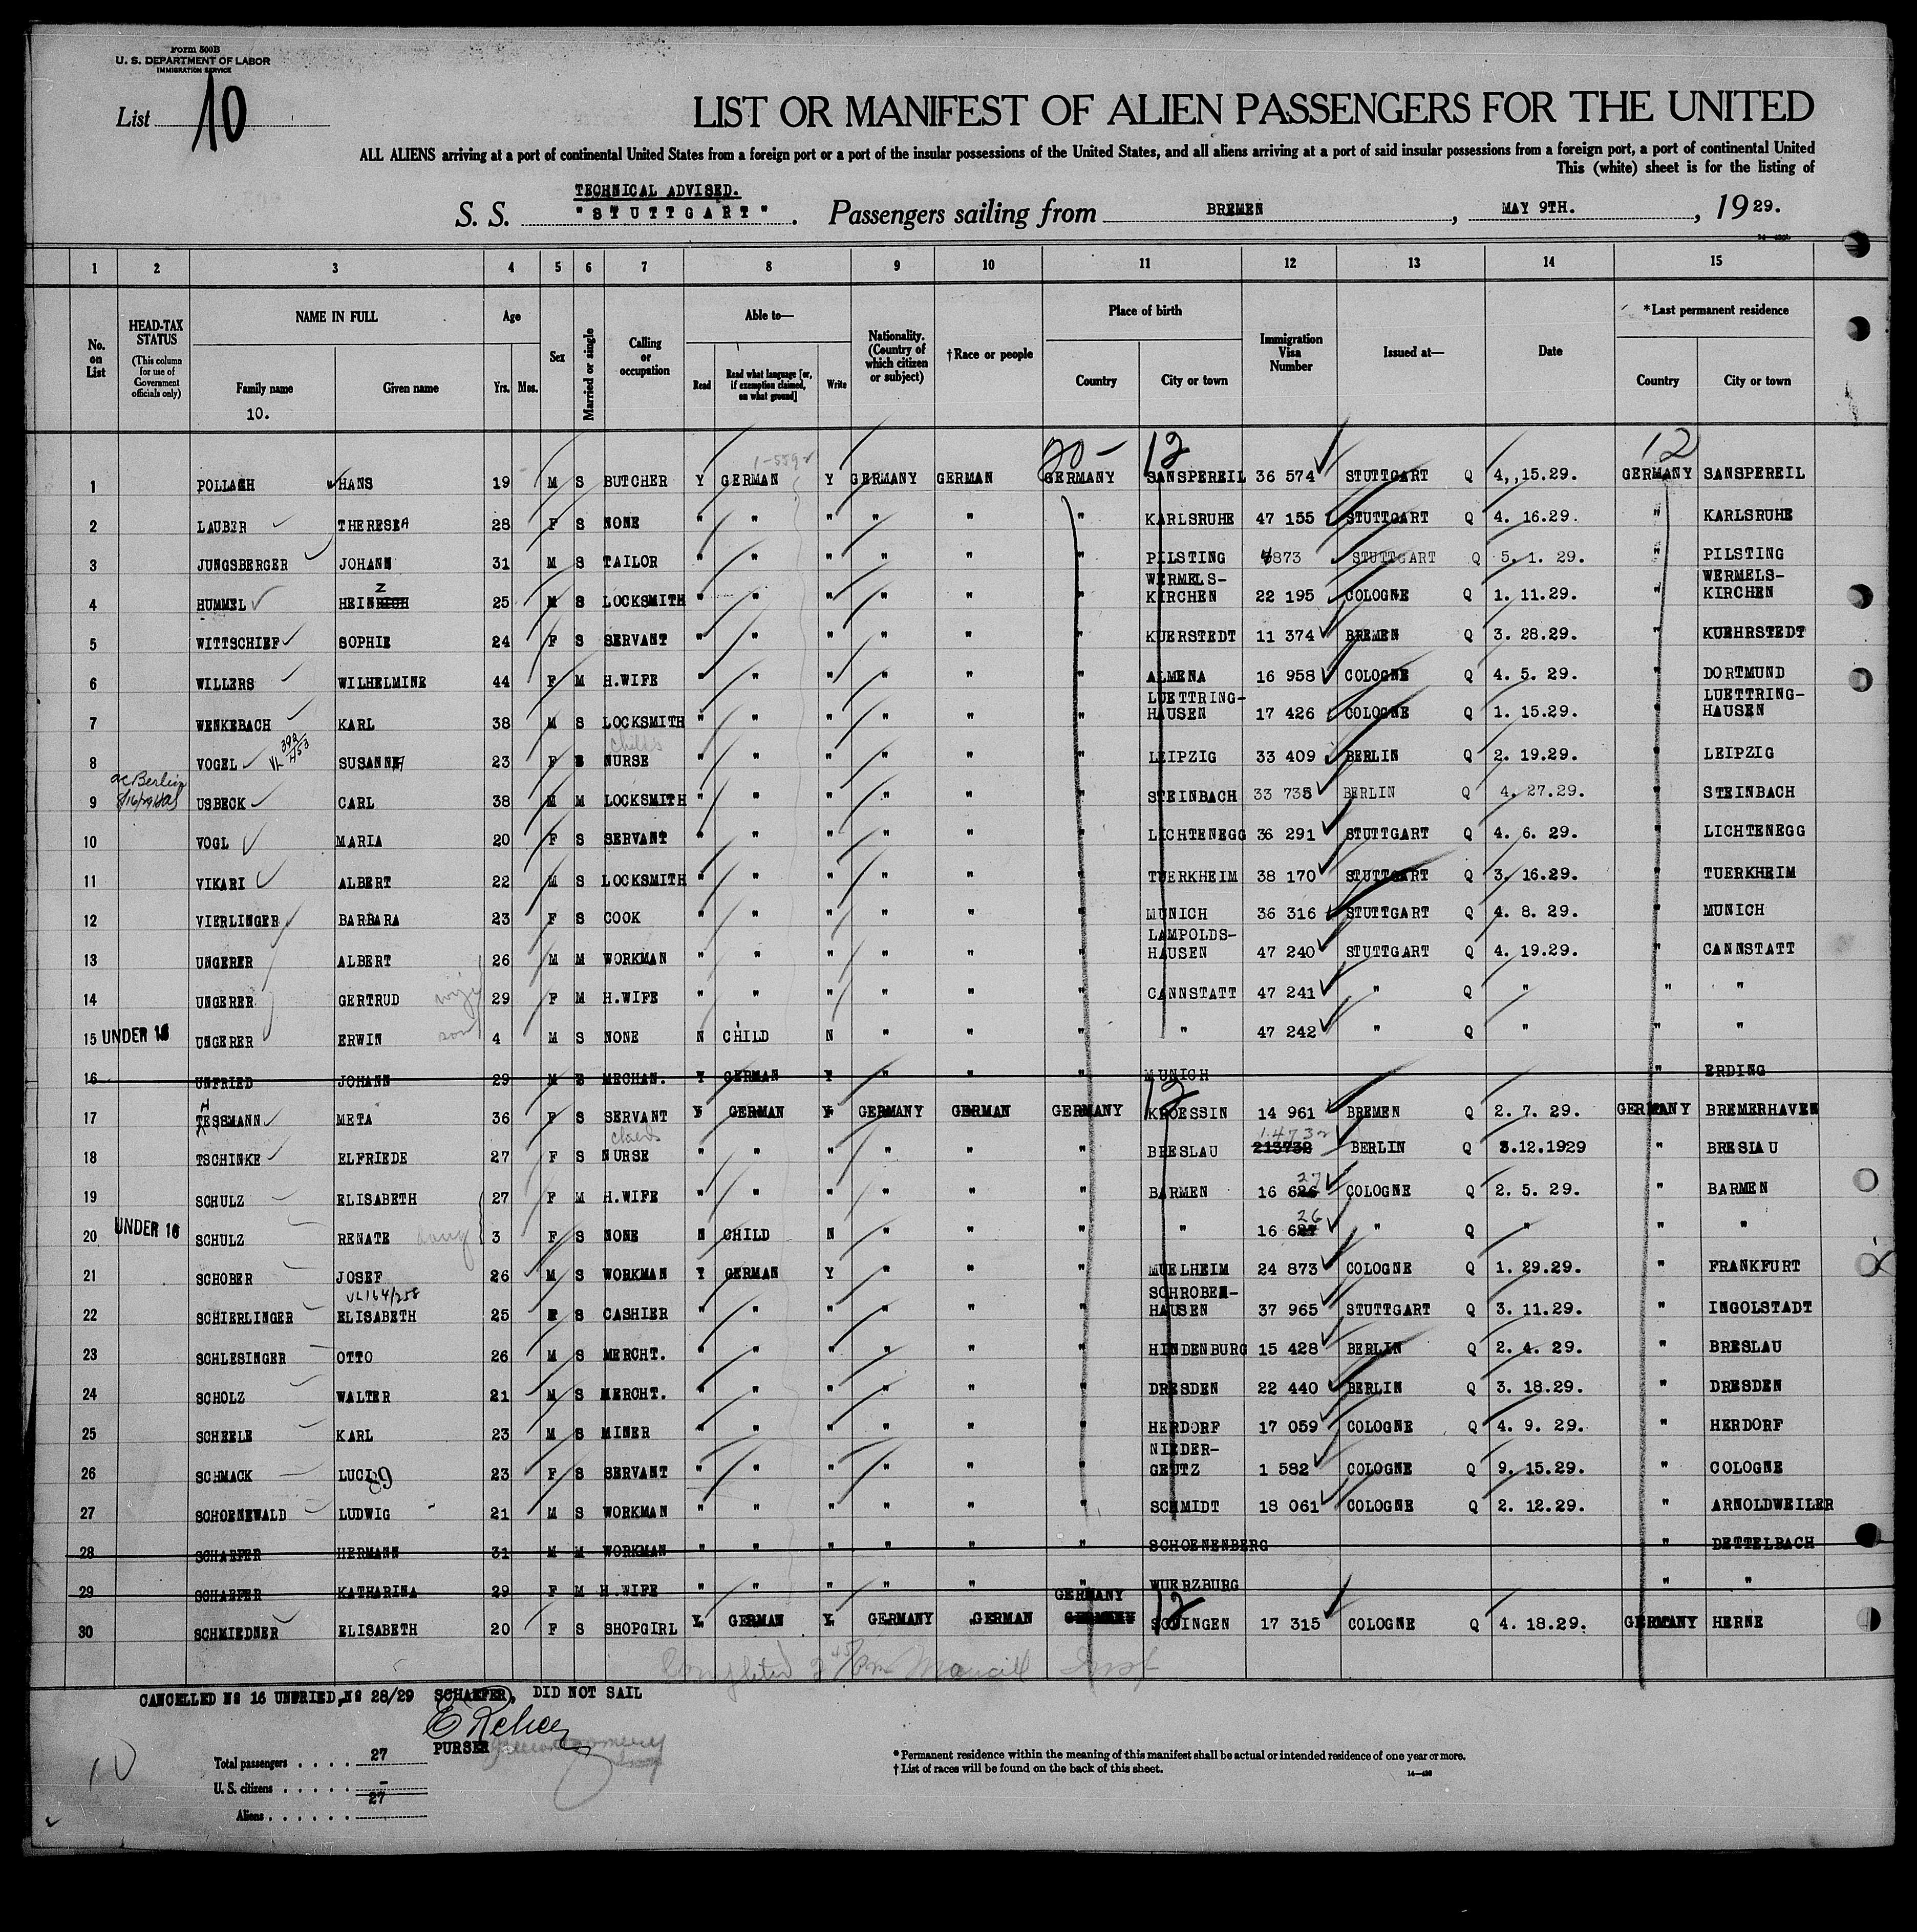 Form 500B
U. S. DEPARTMENT OF LABOR
IMMIGRATION SERVICE
List 10
LIST OR MANIFEST OF ALIEN PASSENGERS FOR THE UNITED
ALL ALIENS arriving at a port of continental United States from a foreign port or a port of the insular possessions of the United States, and all aliens arriving at a port of said insular possessions from a foreign port, a port of continental United
This (white) sheet is for the listing of
TECHNICAL ADVISED.
S. S. "STUTTGART". Passengers sailing from BREMEN, MAY 9TH., 1929.
1 2 3 4 5 6 7 8 9 10 11 12 13 14 15
No. on List
HEAD-TAX STATUS (This column for use of Government officials only)
NAME IN FULL Family name Given name
10.
Age Yrs. Mos.
Sex
Married or single
Calling or occupation
Able to— Read Read what language [or, if exemption claimed, on what ground] Write
Nationality. (Country of which citizen or subject)
†Race or people
Place of birth Country City or town
Immigration Visa Number
Issued at—
Date
*Last permanent residence Country City or town
20- 12 12
1 POLLACH HANS 19 M S BUTCHER Y GERMAN Y GERMANY GERMAN GERMANY SANSPEREIL 36 574 STUTTGART Q 4,,15.29. GERMANY SANSPEREIL
2 LAUBER THERESEA 28 F S NONE " " " " " " KARLSRUHE 47 155 STUTTGART Q 4. 16.29. " KARLSRUHE
3 JUNGSBERGER JOHANN 31 M S TAILOR " " " " " " PILSTING 4873 STUTTGART Q 5. 1. 29. " PILSTING
4 HUMMEL HEINRICH Z 25 M S LOCKSMITH " " " " " " WERMELS-KIRCHEN 22 195 COLOGNE Q 1. 11.29. " WERMELS-KIRCHEN
5 WITTSCHIEF SOPHIE 24 F S SERVANT " " " " " " KUERSTEDT 11 374 BREMEN Q 3. 28.29. " KUEHRSTEDT
6 WILLERS WILHELMINE 44 F M H.WIFE " " " " " " ALMENA 16 958 COLOGNE Q 4. 5. 29. " DORTMUND
7 WENKEBACH KARL 38 M S LOCKSMITH " " " " " " LUETTRING-HAUSEN 17 426 COLOGNE Q 1. 15.29. " LUETTRING-HAUSEN
8 VOGEL SUSANNE 23 F S child's NURSE " " " " " " LEIPZIG 33 409 BERLIN Q 2. 19.29. " LEIPZIG
9 USBECK CARL 38 M M LOCKSMITH " " " " " " STEINBACH 33 735 BERLIN Q 4. 27.29. " STEINBACH
10 VOGL MARIA 20 F S SERVANT " " " " " " LICHTENEGG 36 291 STUTTGART Q 4. 6. 29. " LICHTENEGG
11 VIKARI ALBERT 22 M S LOCKSMITH " " " " " " TUERKHEIM 38 170 STUTTGART Q 3. 16.29. " TUERKHEIM
12 VIERLINGER BARBARA 23 F S COOK " " " " " " MUNICH 36 316 STUTTGART Q 4. 8. 29. " MUNICH
13 UNGERER ALBERT 26 M M WORKMAN " " " " " " LAMPOLDS-HAUSEN 47 240 STUTTGART Q 4. 19.29. " CANNSTATT
14 UNGERER GERTRUD wife 29 F M H.WIFE " " " " " " CANNSTATT 47 241 " Q " " "
15 UNDER 16 UNGERER ERWIN son 4 M S NONE N CHILD N " " " " 47 242 " Q " " "
16 UNFRIED JOHANN 29 M S MECHAN. Y GERMAN Y " " " MUNICH " ERDING
17 TESSMANN META 36 F S SERVANT Y GERMAN Y GERMANY GERMAN GERMANY KROESSIN 14 961 BREMEN Q 2. 7. 29. GERMANY BREMERHAVEN
18 TSCHINKE ELFRIEDE 27 F S NURSE " " " " " " BRESLAU 14732 BERLIN Q 3.12.1929 " BRESLAU
19 SCHULZ ELISABETH 27 F M H.WIFE " " " " " " BARMEN 16 626 27 COLOGNE Q 2. 5. 29. " BARMEN
20 UNDER 16 SCHULZ RENATE 3 F S NONE N CHILD N " " " " 16 627 26 " Q " " "
21 SCHOBER JOSEF 26 M S WORKMAN Y GERMAN Y " " " MUELHEIM 24 873 COLOGNE Q 1. 29.29. " FRANKFURT
22 SCHIERLINGER ELISABETH 25 F S CASHIER " " " " " " SCHROBEN-HAUSEN 37 965 STUTTGART Q 3. 11.29. " INGOLSTADT
23 SCHLESINGER OTTO 26 M S MERCHT. " " " " " " HINDENBURG 15 428 BERLIN Q 2. 4. 29. " BRESLAU
24 SCHOLZ WALTER 21 M S MERCHT. " " " " " " DRESDEN 22 440 BERLIN Q 3. 18.29. " DRESDEN
25 SCHEELE KARL 23 M S MINER " " " " " " HERDORF 17 059 COLOGNE Q 4. 9. 29. " HERDORF
26 SCHMACK LUCIE 23 F S SERVANT " " " " " " NIEDER-GEUTZ 1 582 COLOGNE Q 9. 15.29. " COLOGNE
27 SCHOENEWALD LUDWIG 21 M S WORKMAN " " " " " " SCHMIDT 18 061 COLOGNE Q 2. 12.29. " ARNOLDWEILER
28 SCHAEFER HERMANN 31 M M WORKMAN " " " " " " SCHOENENBERG " DETTELBACH
29 SCHAEFER KATHARINA 29 F M H.WIFE " " " " " " WUERZBURG " "
30 SCHMIEDNER ELISABETH 20 F S SHOPGIRL Y GERMAN Y GERMANY GERMAN GERMANY SOLINGEN 17 315 COLOGNE Q 4. 18.29. GERMANY HERNE
CANCELLED No 16 UNFRIED, No 28/29 SCHAEFER, DID NOT SAIL
PURSER
Total passengers . . . . 27
U. S. citizens . . . . . –
Aliens . . . . . . 27
* Permanent residence within the meaning of this manifest shall be actual or intended residence of one year or more.
† List of races will be found on the back of this sheet.